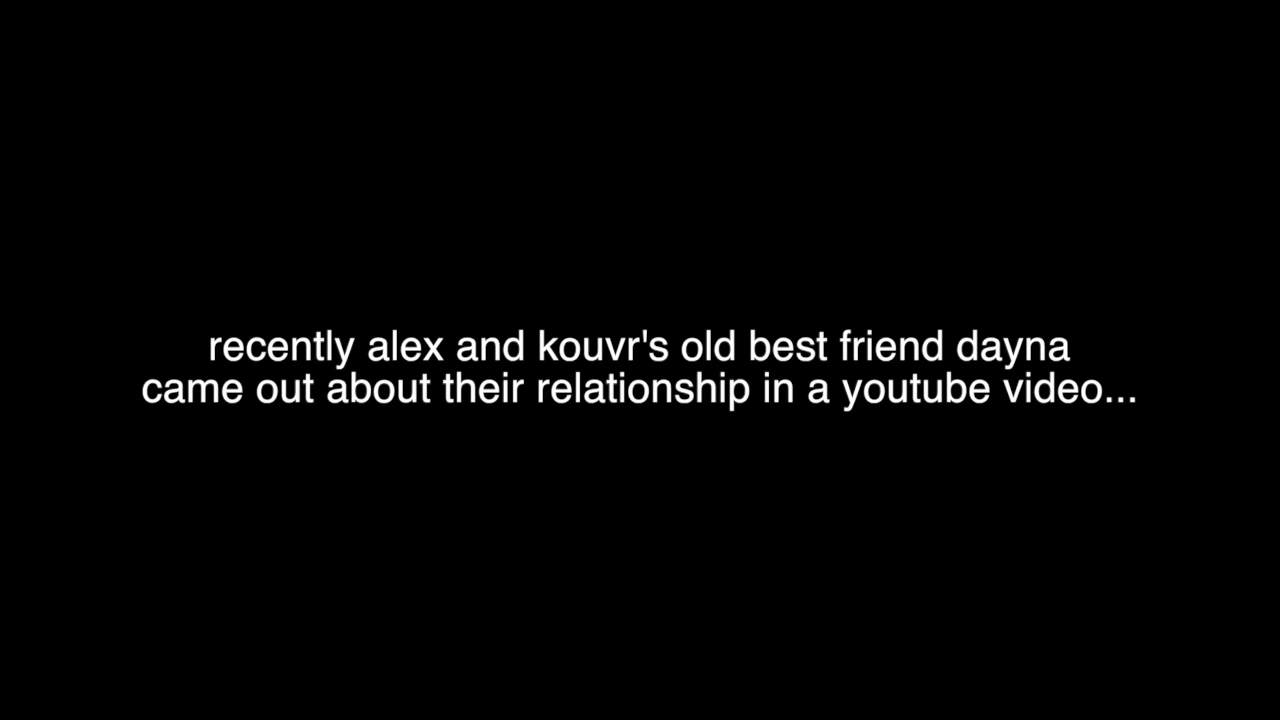 recently alex and kouvr's old best friend dayna
came out about their relationship in a youtube video...